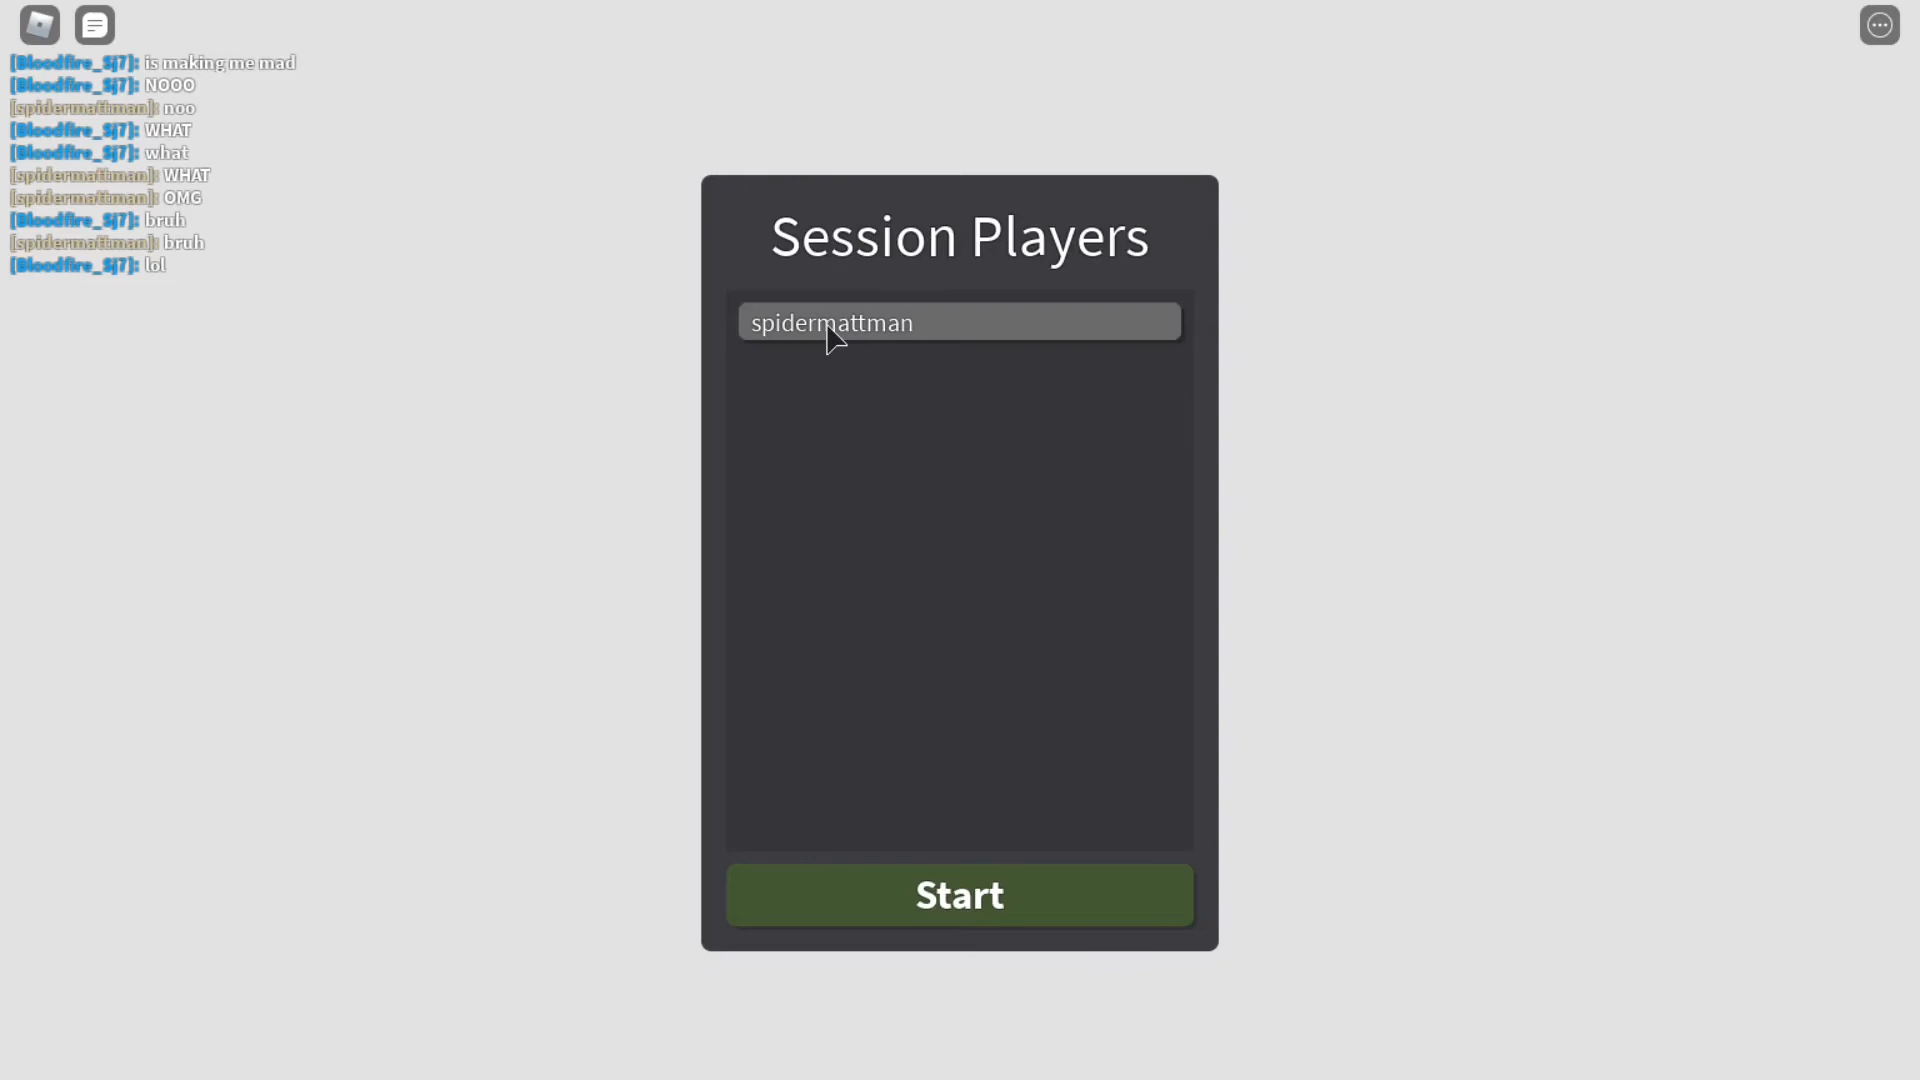 [Bloodfire_Sj7]: is making me mad
[Bloodfire_Sj7]: NOOO
[spidermattman]: noo
[Bloodfire_Sj7]: WHAT
[Bloodfire_Sj7]: what
[spidermattman]: WHAT
[spidermattman]: OMG
[Bloodfire_Sj7]: bruh
[spidermattman]: bruh
[Bloodfire_Sj7]: lol
Session Players
spidermattman
Start